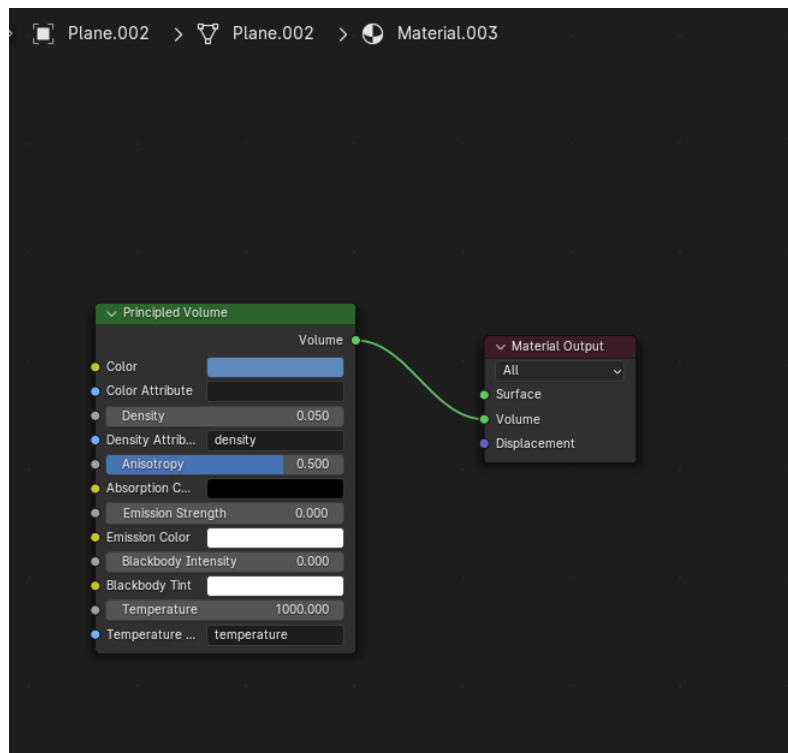 Plane.002 > Plane.002 > Material.003
Principled Volume
Volume
Color
Color Attribute
Density 0.050
Density Attrib... density
Anisotropy 0.500
Absorption C...
Emission Strength 0.000
Emission Color
Blackbody Intensity 0.000
Blackbody Tint
Temperature 1000.000
Temperature ... temperature
Material Output
All
Surface
Volume
Displacement